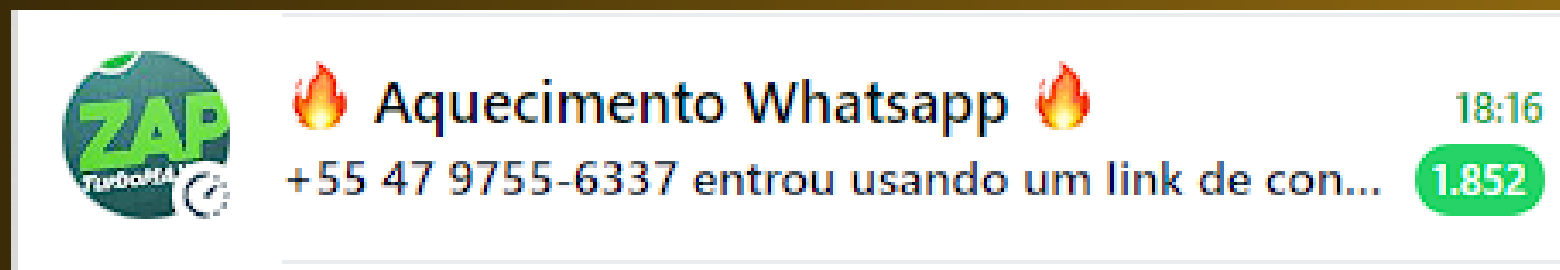 ZAP
🔥 Aquecimento Whatsapp 🔥
18:16
+55 47 9755-6337 entrou usando um link de con...
1.852